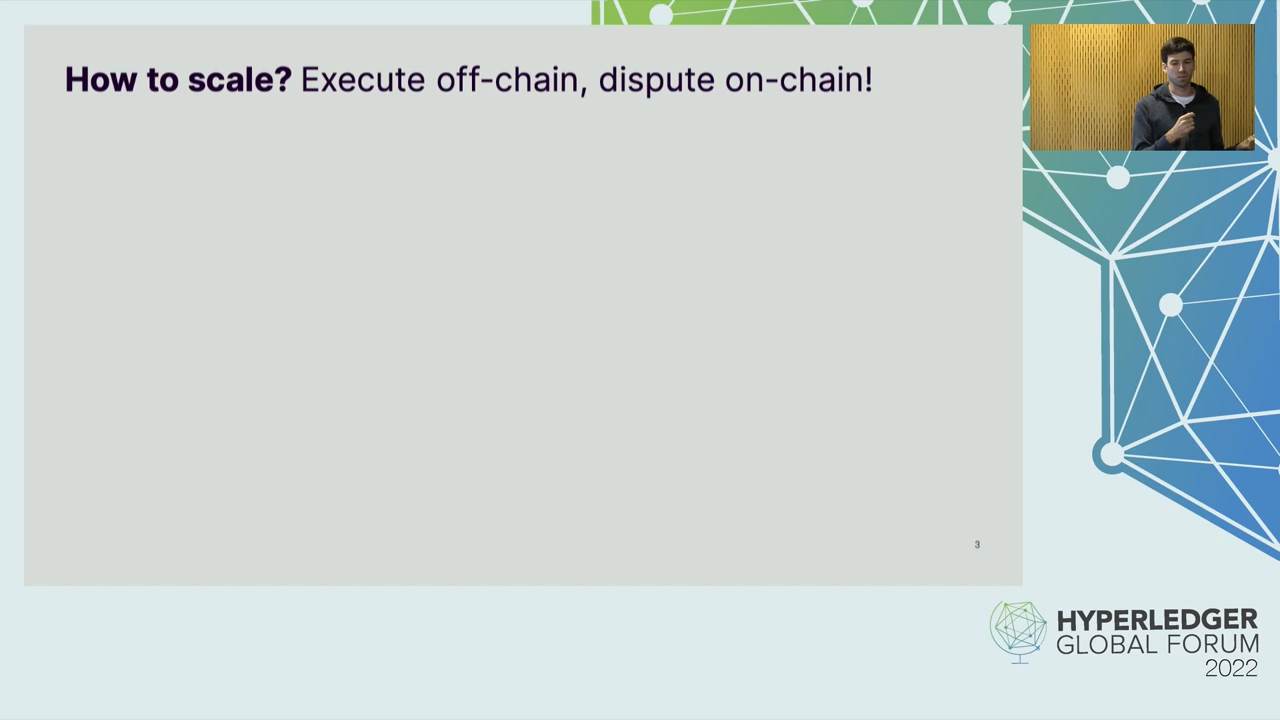 How to scale? Execute off-chain, dispute on-chain!
3
HYPERLEDGER
GLOBAL FORUM
2022